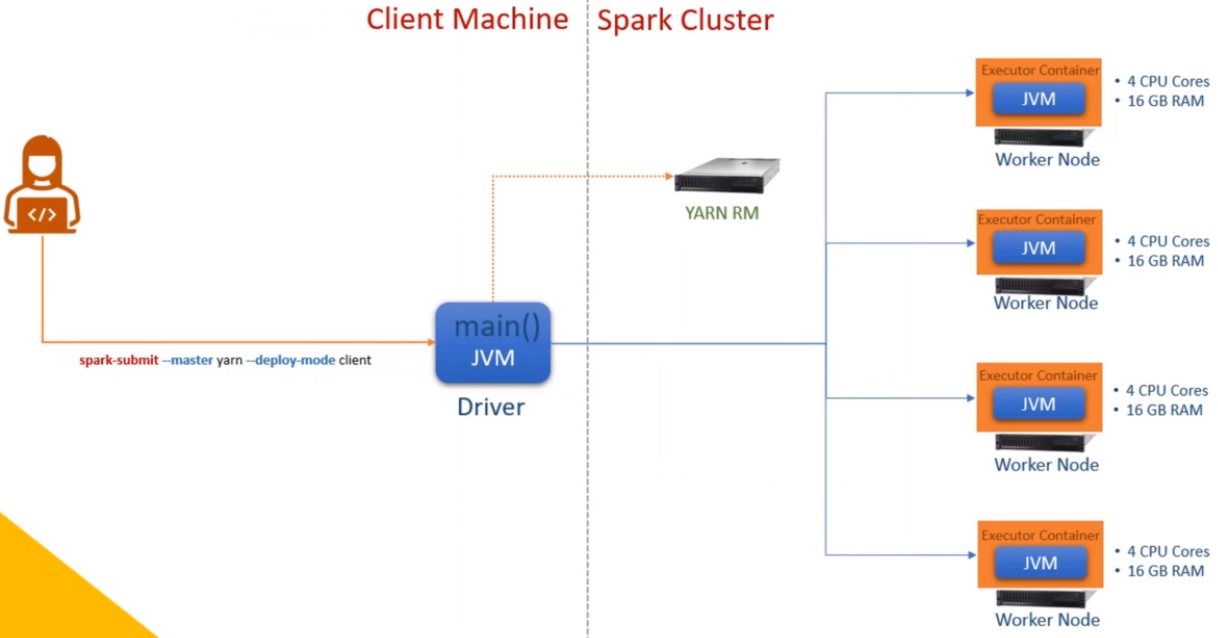 Client Machine
Spark Cluster
Executor Container
JVM
• 4 CPU Cores
• 16 GB RAM
Worker Node
</>
YARN RM
Executor Container
JVM
• 4 CPU Cores
• 16 GB RAM
Worker Node
main()
JVM
Driver
spark-submit --master yarn --deploy-mode client
Executor Container
JVM
• 4 CPU Cores
• 16 GB RAM
Worker Node
Executor Container
JVM
• 4 CPU Cores
• 16 GB RAM
Worker Node